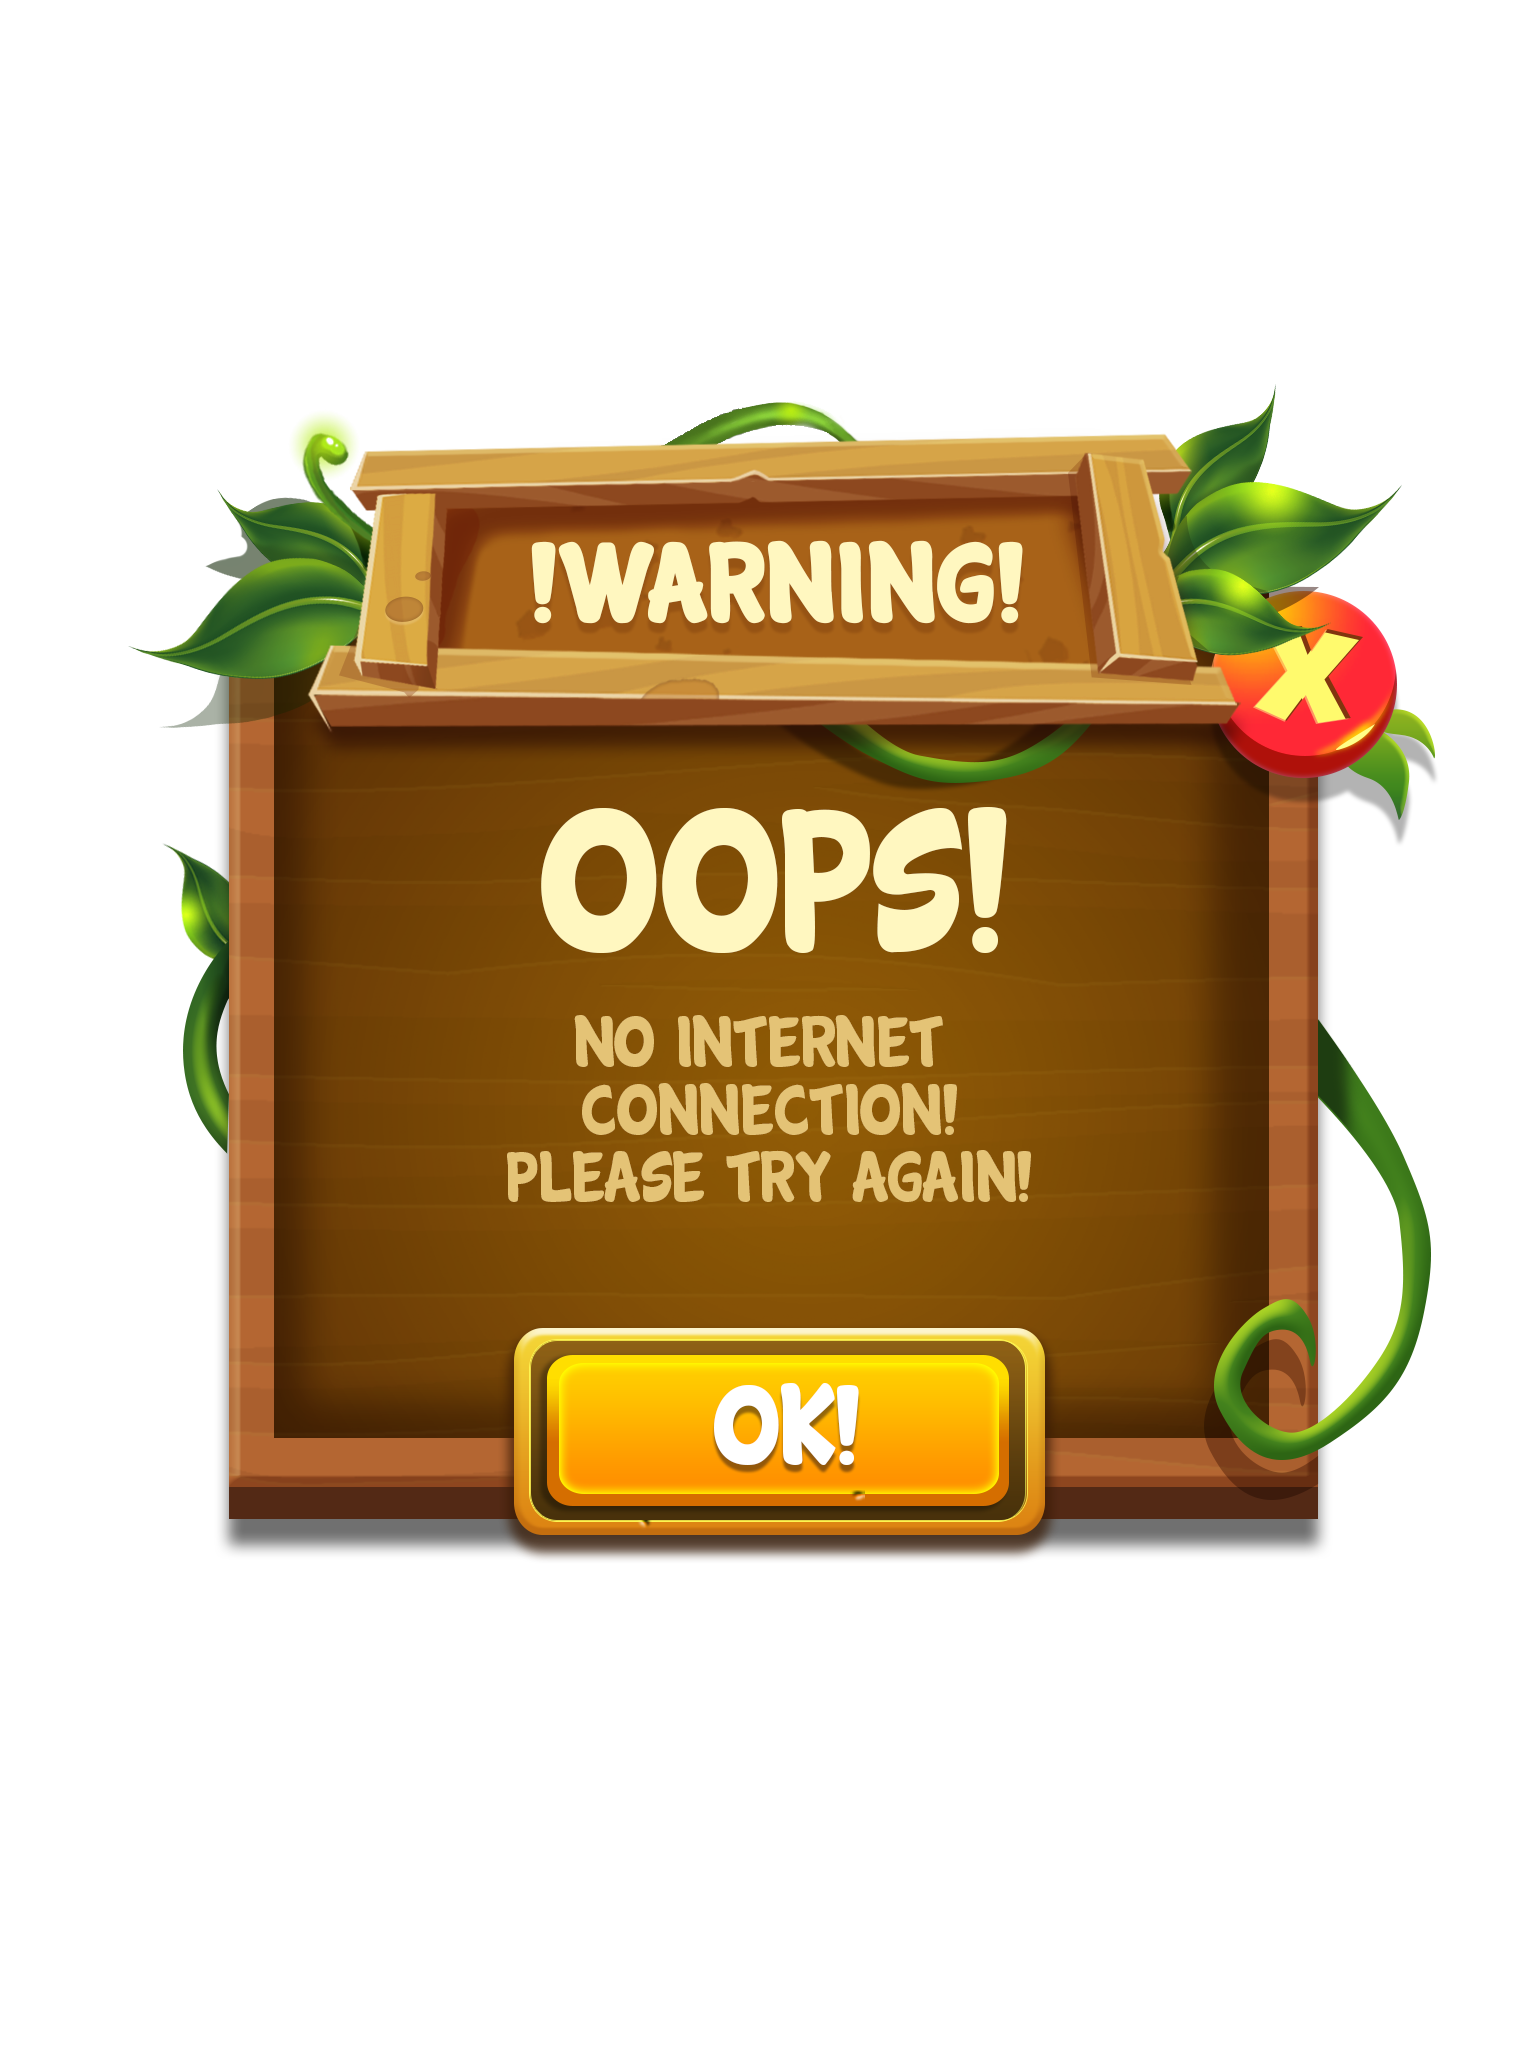 !WARNING!
X
OOPS!
NO INTERNET
CONNECTION!
PLEASE TRY AGAIN!
OK!